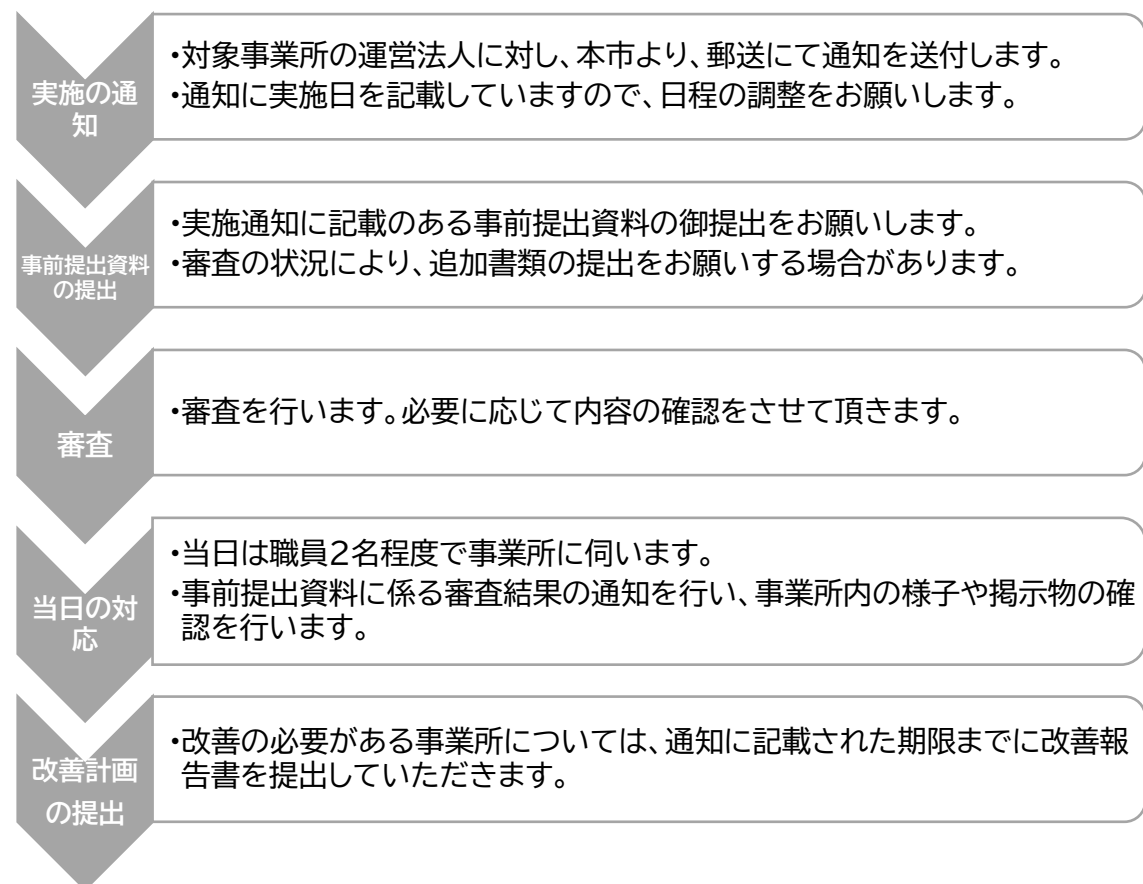 実施の通
知
・対象事業所の運営法人に対し、本市より、郵送にて通知を送付します。
・通知に実施日を記載していますので、日程の調整をお願いします。
事前提出資料
の提出
・実施通知に記載のある事前提出資料の御提出をお願いします。
・審査の状況により、追加書類の提出をお願いする場合があります。
審査
・審査を行います。必要に応じて内容の確認をさせて頂きます。
当日の対
応
・当日は職員2名程度で事業所に伺います。
・事前提出資料に係る審査結果の通知を行い、事業所内の様子や掲示物の確
認を行います。
改善計画
の提出
・改善の必要がある事業所については、通知に記載された期限までに改善報
告書を提出していただきます。